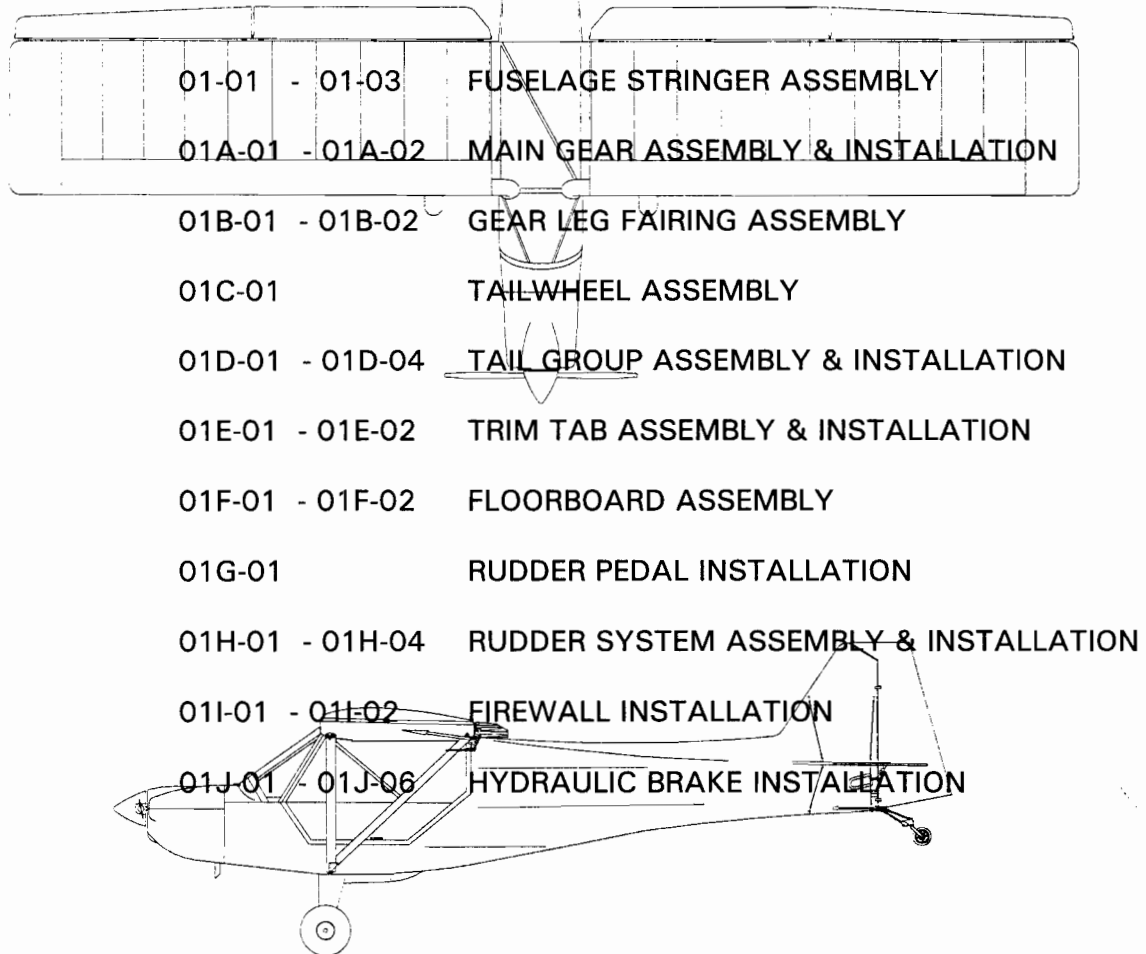 01-01 - 01-03 FUSELAGE STRINGER ASSEMBLY
01A-01 - 01A-02 MAIN GEAR ASSEMBLY & INSTALLATION
01B-01 - 01B-02 GEAR LEG FAIRING ASSEMBLY
01C-01 TAILWHEEL ASSEMBLY
01D-01 - 01D-04 TAIL GROUP ASSEMBLY & INSTALLATION
01E-01 - 01E-02 TRIM TAB ASSEMBLY & INSTALLATION
01F-01 - 01F-02 FLOORBOARD ASSEMBLY
01G-01 RUDDER PEDAL INSTALLATION
01H-01 - 01H-04 RUDDER SYSTEM ASSEMBLY & INSTALLATION
01I-01 - 01I-02 FIREWALL INSTALLATION
01J-01 - 01J-06 HYDRAULIC BRAKE INSTALLATION